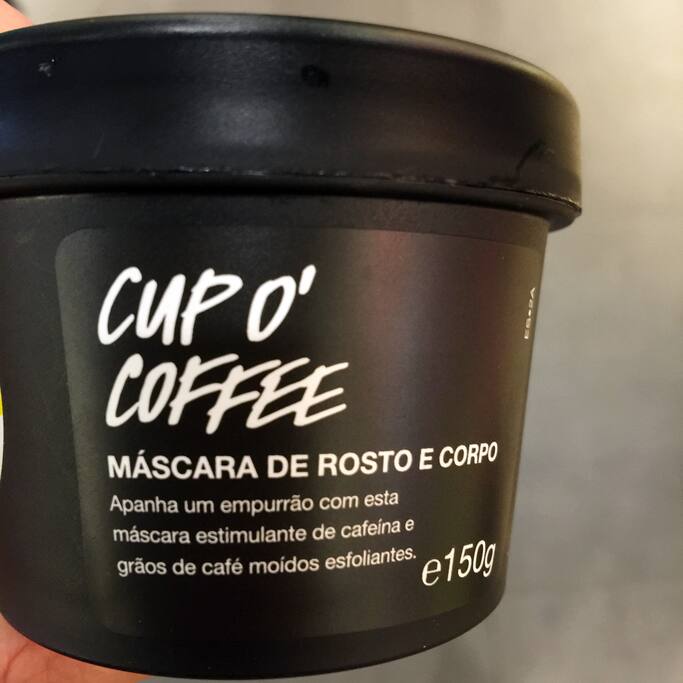 CUP O'
COFFEE
MÁSCARA DE ROSTO E CORPO
Apanha um empurrão com esta
máscara estimulante de cafeína e
grãos de café moídos esfoliantes.
℮150g